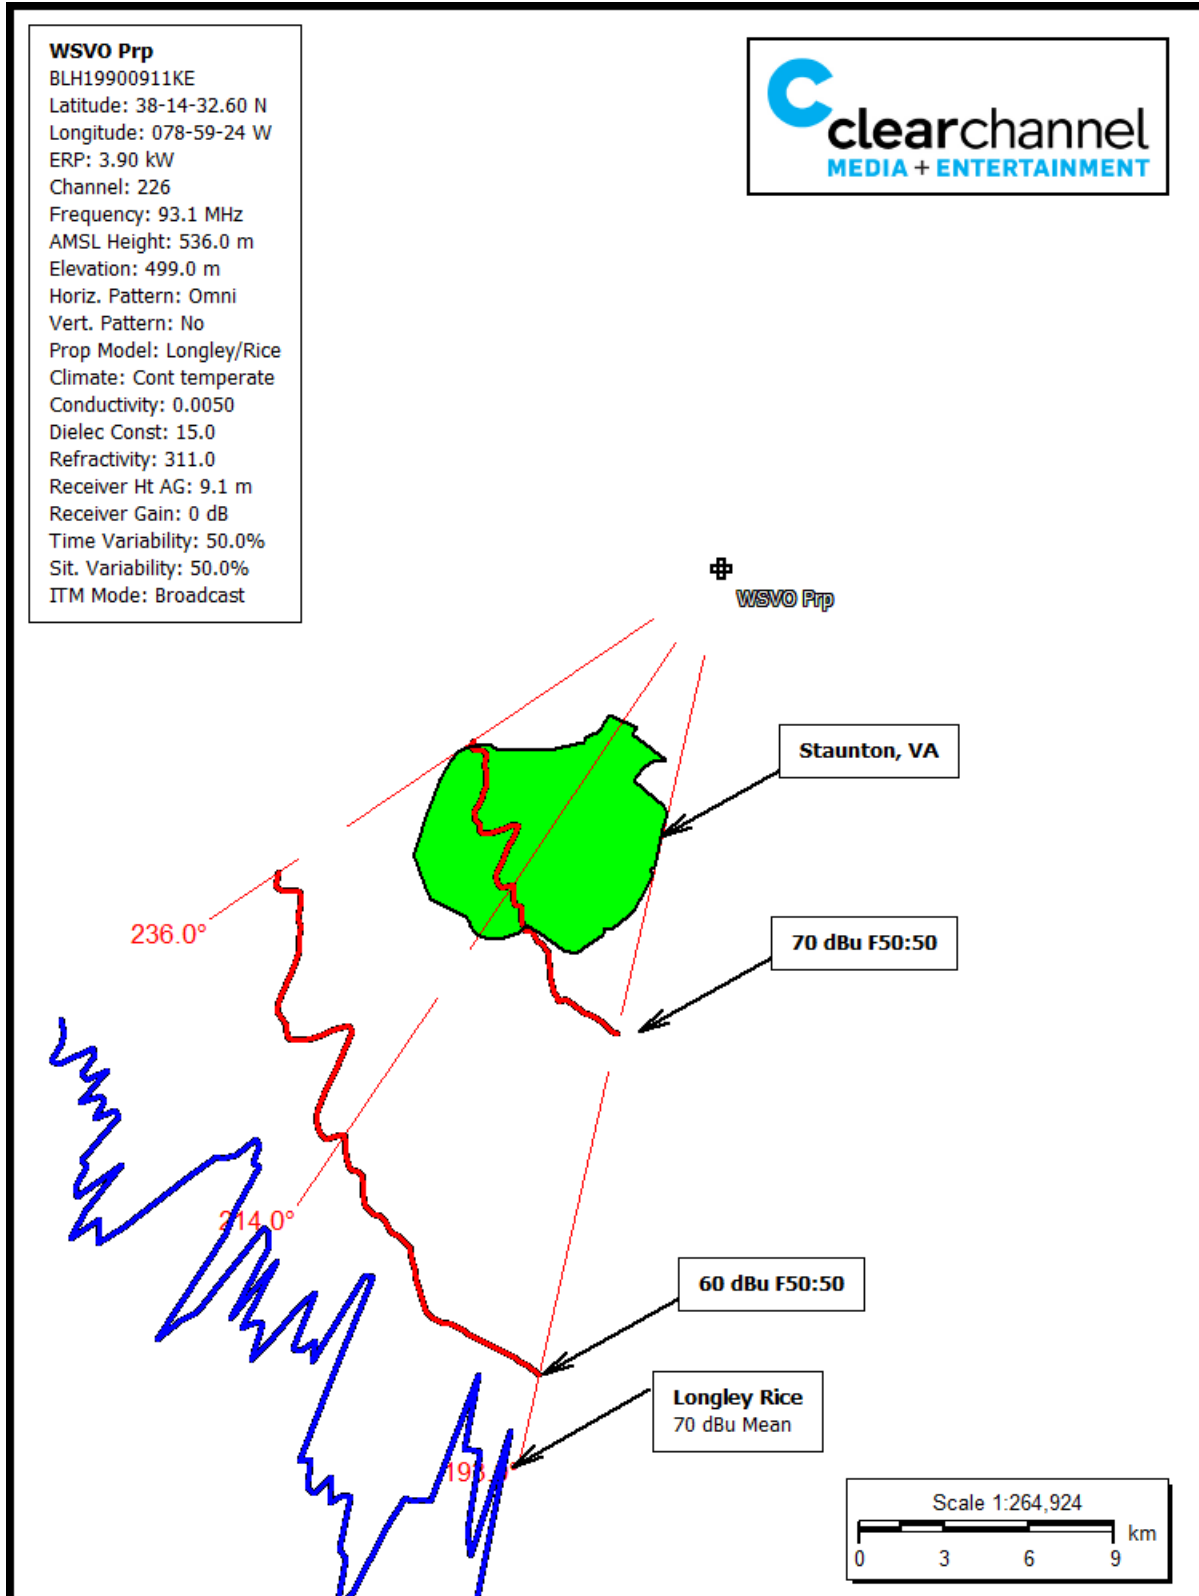 WSVO Prp
BLH19900911KE
Latitude: 38-14-32.60 N
Longitude: 078-59-24 W
ERP: 3.90 kW
Channel: 226
Frequency: 93.1 MHz
AMSL Height: 536.0 m
Elevation: 499.0 m
Horiz. Pattern: Omni
Vert. Pattern: No
Prop Model: Longley/Rice
Climate: Cont temperate
Conductivity: 0.0050
Dielec Const: 15.0
Refractivity: 311.0
Receiver Ht AG: 9.1 m
Receiver Gain: 0 dB
Time Variability: 50.0%
Sit. Variability: 50.0%
ITM Mode: Broadcast
clearchannel
MEDIA + ENTERTAINMENT
WSVO Prp
Staunton, VA
236.0°
70 dBu F50:50
214.0°
60 dBu F50:50
Longley Rice
70 dBu Mean
Scale 1:264,924
km
0 3 6 9